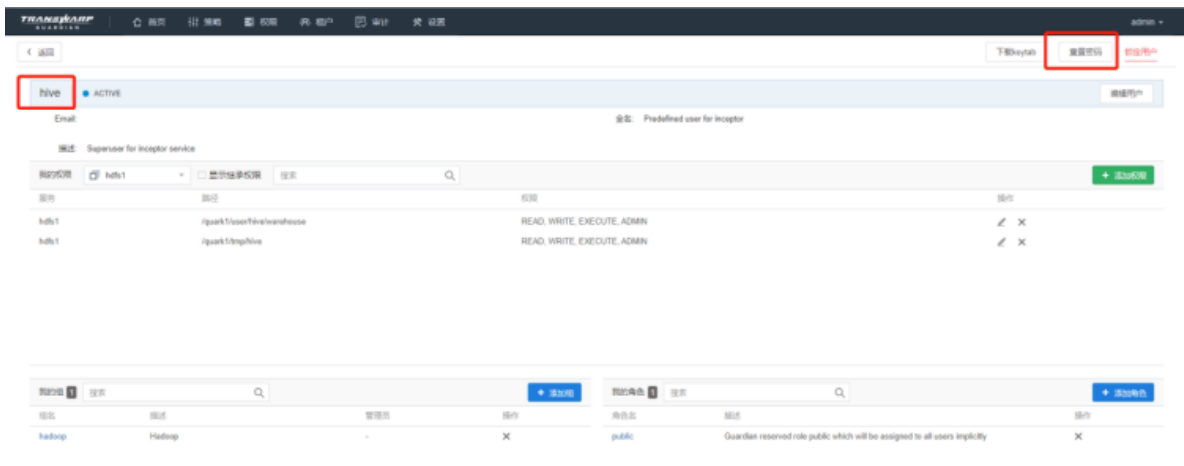 TRANSWARP
GUARDIAN
首页
策略
权限
租户
审计
设置
admin
返回
下载keytab
重置密码
锁定用户
hive
ACTIVE
编辑用户
Email:
全名: Predefined user for inceptor
描述: Superuser for inceptor service
我的权限 hdfs1 显示继承权限 搜索 + 添加权限
服务 路径 权限 操作
hdfs1 /quark1/user/hive/warehouse READ, WRITE, EXECUTE, ADMIN
hdfs1 /quark1/tmp/hive READ, WRITE, EXECUTE, ADMIN
我的组 1 搜索 + 添加组
组名 描述 管理员 操作
hadoop Hadoop -
我的角色 1 搜索 + 添加角色
角色名 描述 操作
public Guardian reserved role public which will be assigned to all users implicitly